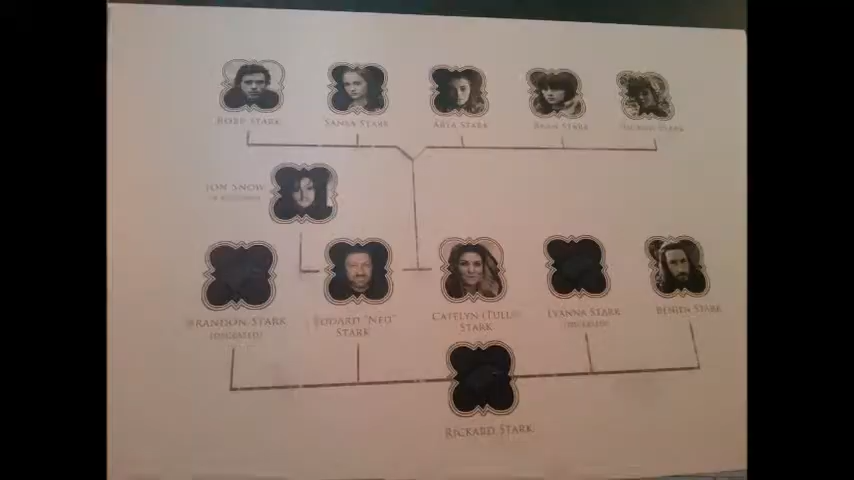 ROBB STARK
SANSA STARK
ARYA STARK
BRAN STARK
STARK
JON SNOW
BRANDON STARK
(DECEASED)
EDDARD "NED"
STARK
CATELYN (TULLY)
STARK
LYANNA STARK
(DECEASED)
BENJEN STARK
RICKARD STARK